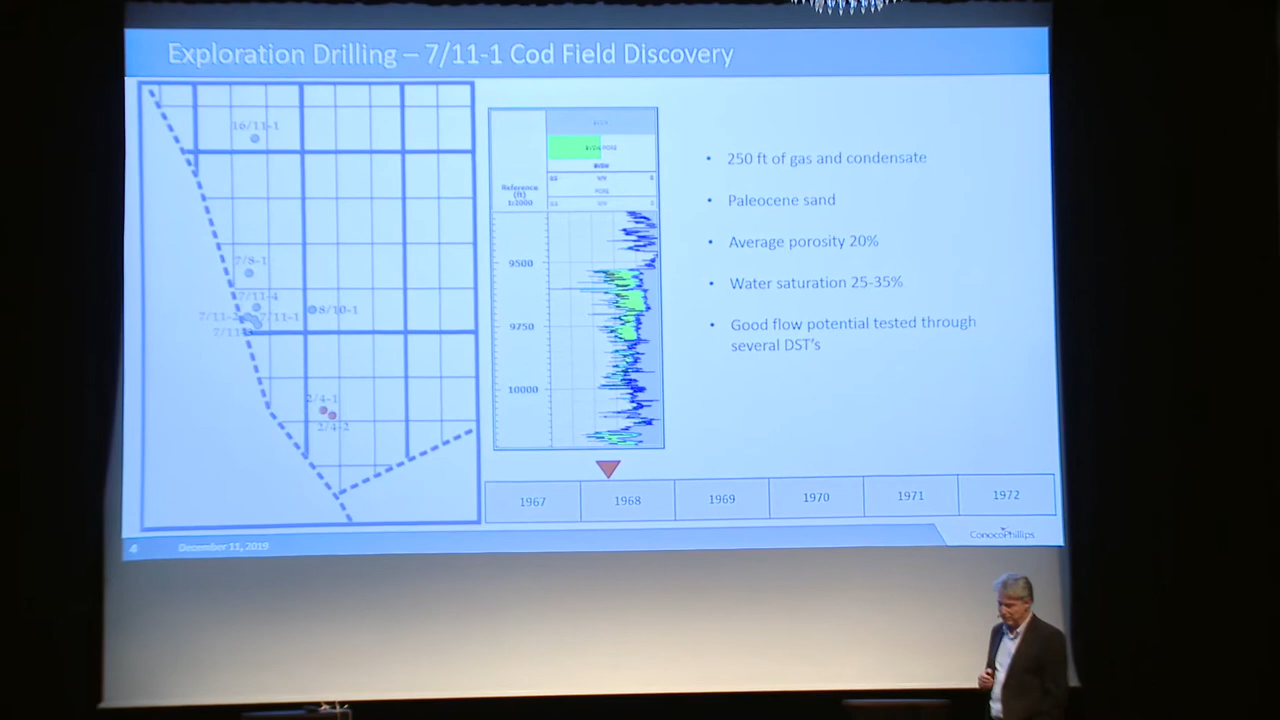 Exploration Drilling – 7/11-1 Cod Field Discovery
16/11-1
7/8-1
7/11-4
7/11-1
8/10-1
2/4-1
2/4-2
Reference
(ft)
1:2000
9500
9750
10000
• 250 ft of gas and condensate
• Paleocene sand
• Average porosity 20%
• Water saturation 25-35%
• Good flow potential tested through
several DST's
1967 1968 1969 1970 1971 1972
4 December 11, 2019
ConocoPhillips